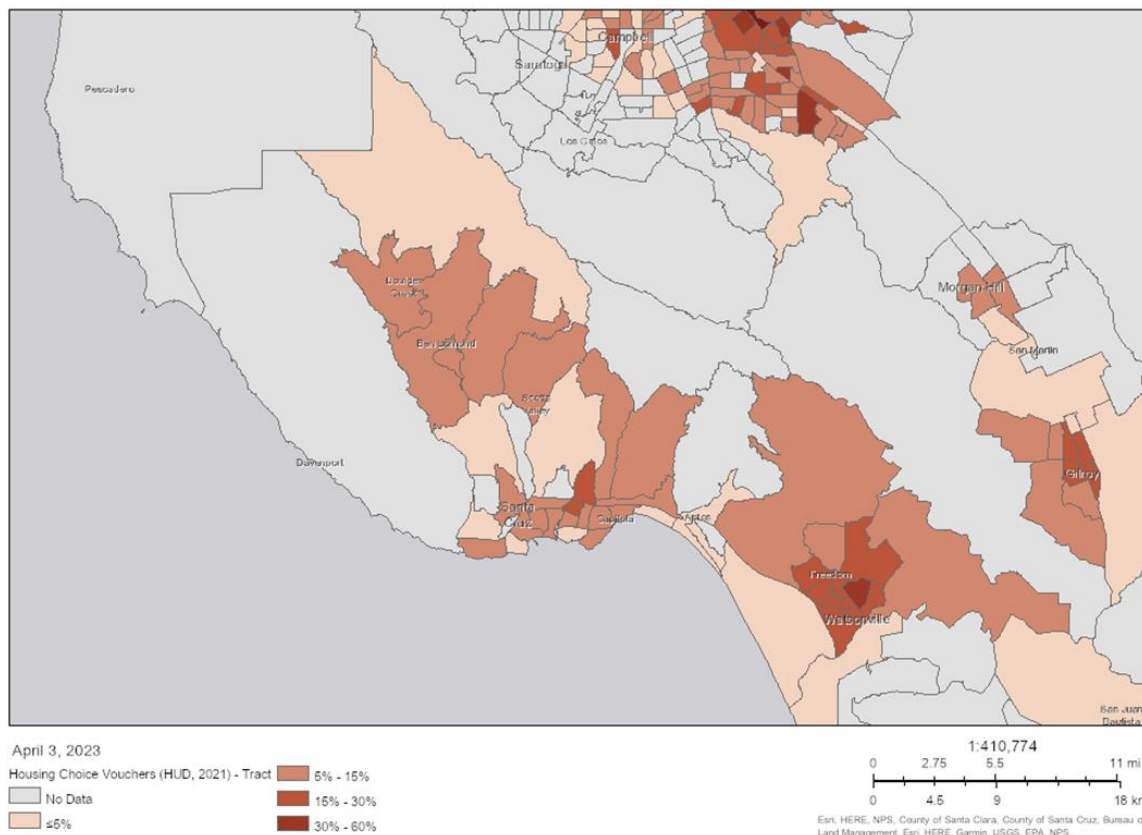 Campbell
Saratoga
Pescadero
Los Gatos
Boulder
Creek
Morgan Hill
Ben Lomond
San Martin
Scotts
Valley
Davenport
Gilroy
Santa
Cruz
Capitola
Aptos
Freedom
Watsonville
San Juan
Bautista
April 3, 2023
Housing Choice Vouchers (HUD, 2021) - Tract
No Data
≤5%
5% - 15%
15% - 30%
30% - 60%
1:410,774
0 2.75 5.5 11 mi
0 4.5 9 18 km
Esri, HERE, NPS, County of Santa Clara, County of Santa Cruz, Bureau of
Land Management, Esri, HERE, Garmin, USGS, EPA, NPS